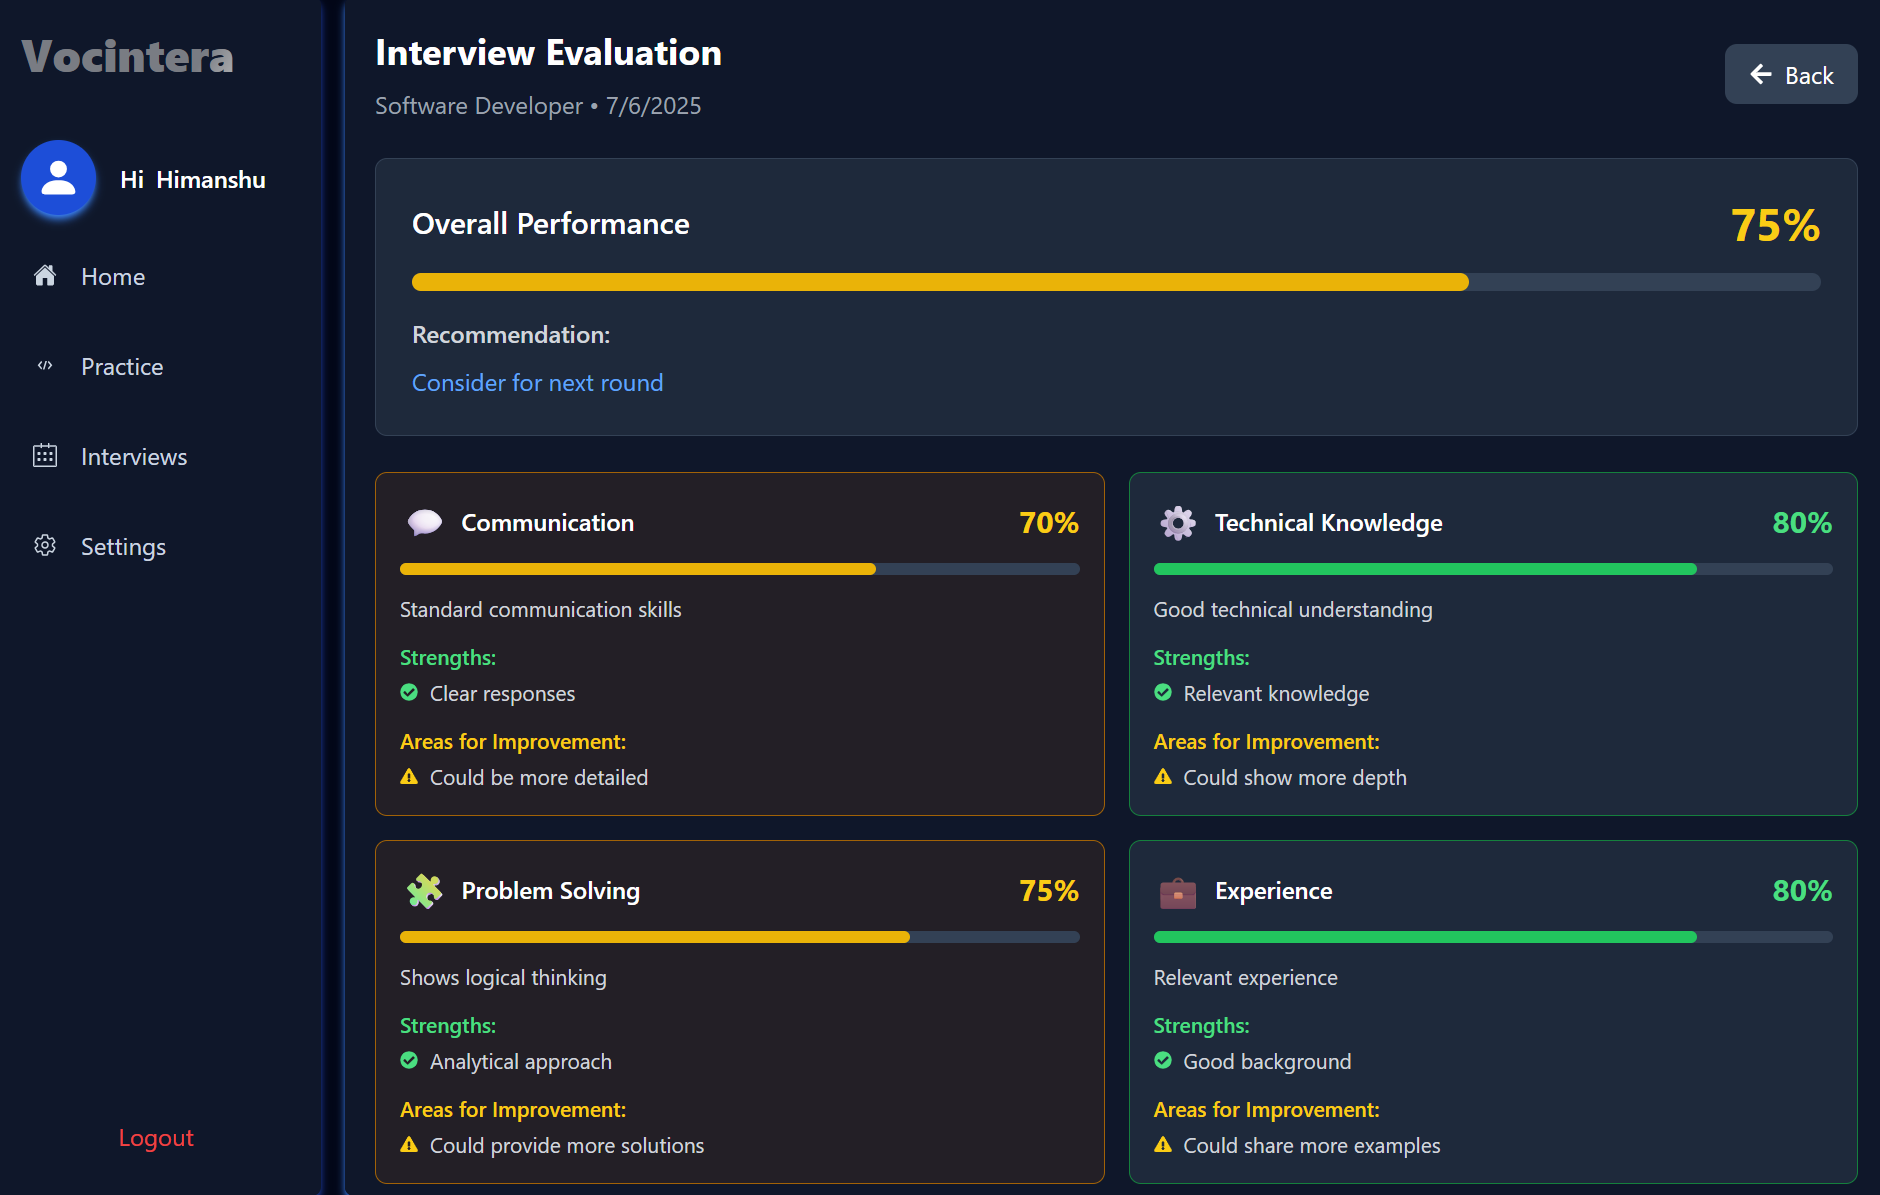 Vocintera
Hi Himanshu
Home
Practice
Interviews
Settings
Logout
Interview Evaluation
Software Developer • 7/6/2025
Back
Overall Performance
75%
Recommendation:
Consider for next round
Communication
70%
Standard communication skills
Strengths:
Clear responses
Areas for Improvement:
Could be more detailed
Technical Knowledge
80%
Good technical understanding
Strengths:
Relevant knowledge
Areas for Improvement:
Could show more depth
Problem Solving
75%
Shows logical thinking
Strengths:
Analytical approach
Areas for Improvement:
Could provide more solutions
Experience
80%
Relevant experience
Strengths:
Good background
Areas for Improvement:
Could share more examples